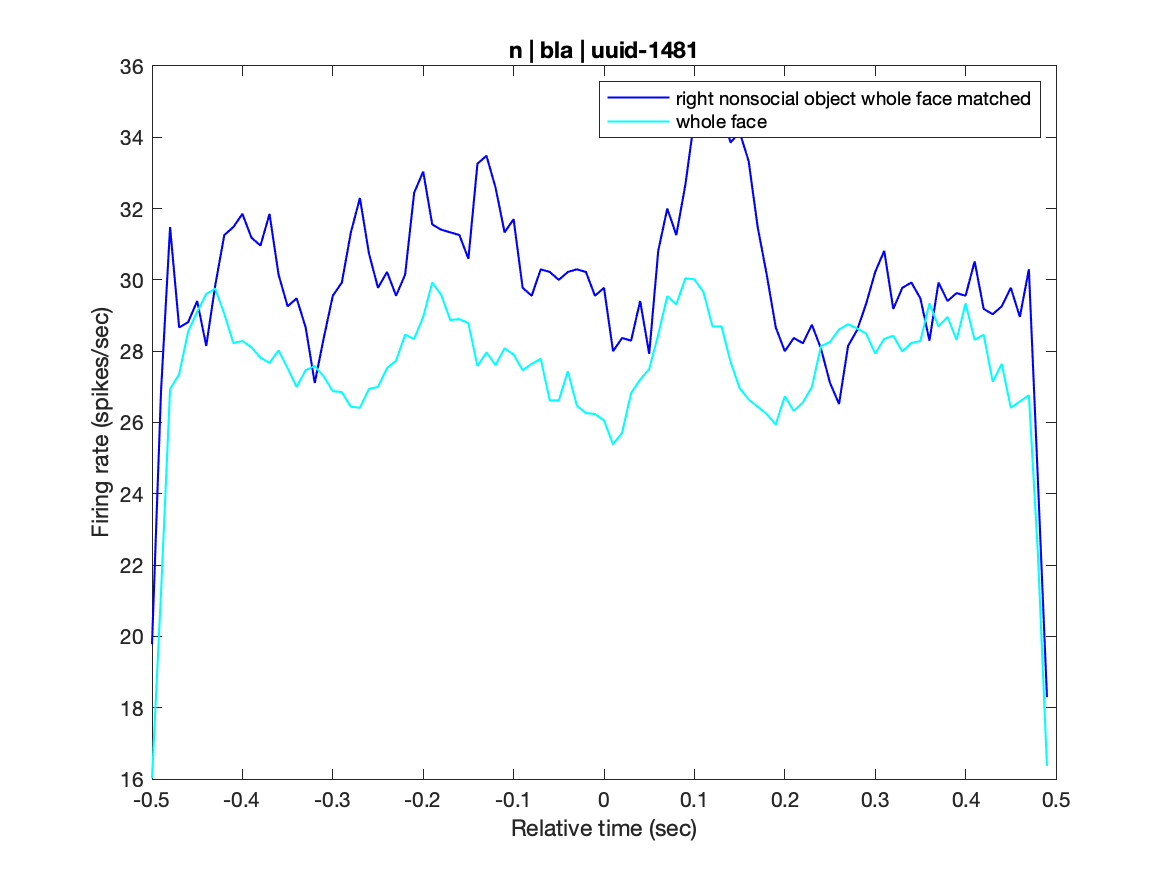 n | bla | uuid-1481
right nonsocial object whole face matched
whole face
36
34
32
30
28
26
24
22
20
18
16
Firing rate (spikes/sec)
-0.5 -0.4 -0.3 -0.2 -0.1 0 0.1 0.2 0.3 0.4 0.5
Relative time (sec)